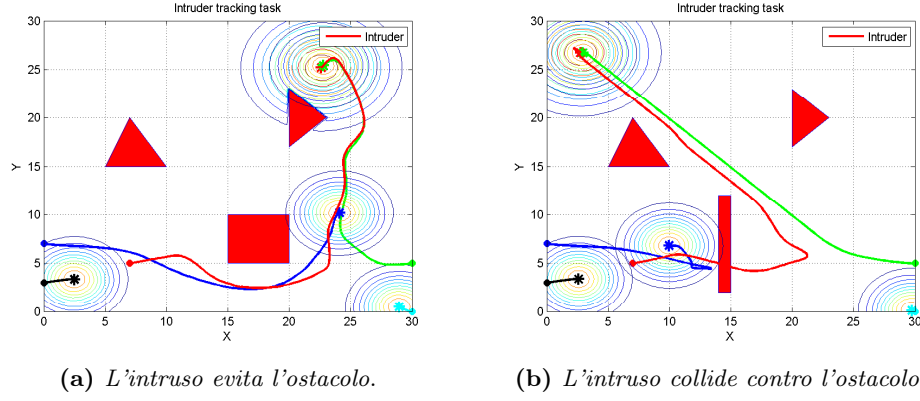 Intruder tracking task
Intruder
30
25
20
15
10
5
0
Y
0 5 10 15 20 25 30
X
(a) L'intruso evita l'ostacolo.
Intruder tracking task
Intruder
30
25
20
15
10
5
0
Y
0 5 10 15 20 25 30
X
(b) L'intruso collide contro l'ostacolo